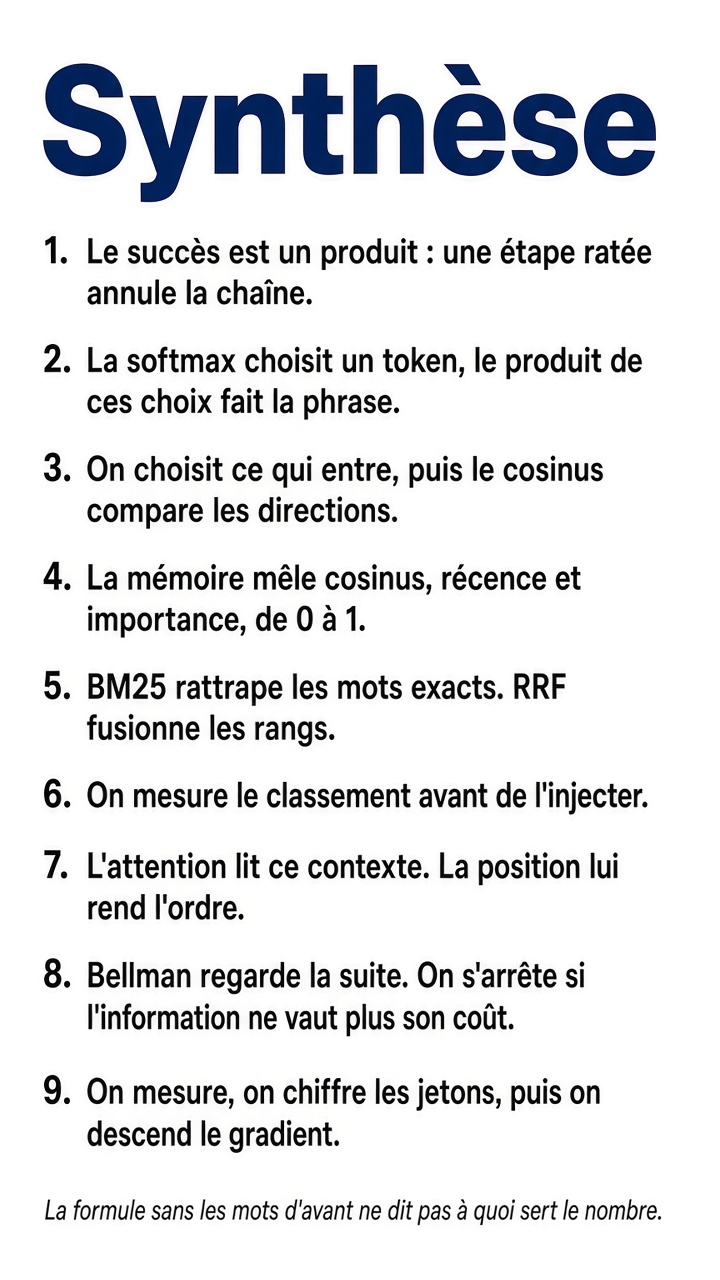 Synthèse
1. Le succès est un produit : une étape ratée
annule la chaîne.
2. La softmax choisit un token, le produit de
ces choix fait la phrase.
3. On choisit ce qui entre, puis le cosinus
compare les directions.
4. La mémoire mêle cosinus, récence et
importance, de 0 à 1.
5. BM25 rattrape les mots exacts. RRF
fusionne les rangs.
6. On mesure le classement avant de l'injecter.
7. L'attention lit ce contexte. La position lui
rend l'ordre.
8. Bellman regarde la suite. On s'arrête si
l'information ne vaut plus son coût.
9. On mesure, on chiffre les jetons, puis on
descend le gradient.
La formule sans les mots d'avant ne dit pas à quoi sert le nombre.